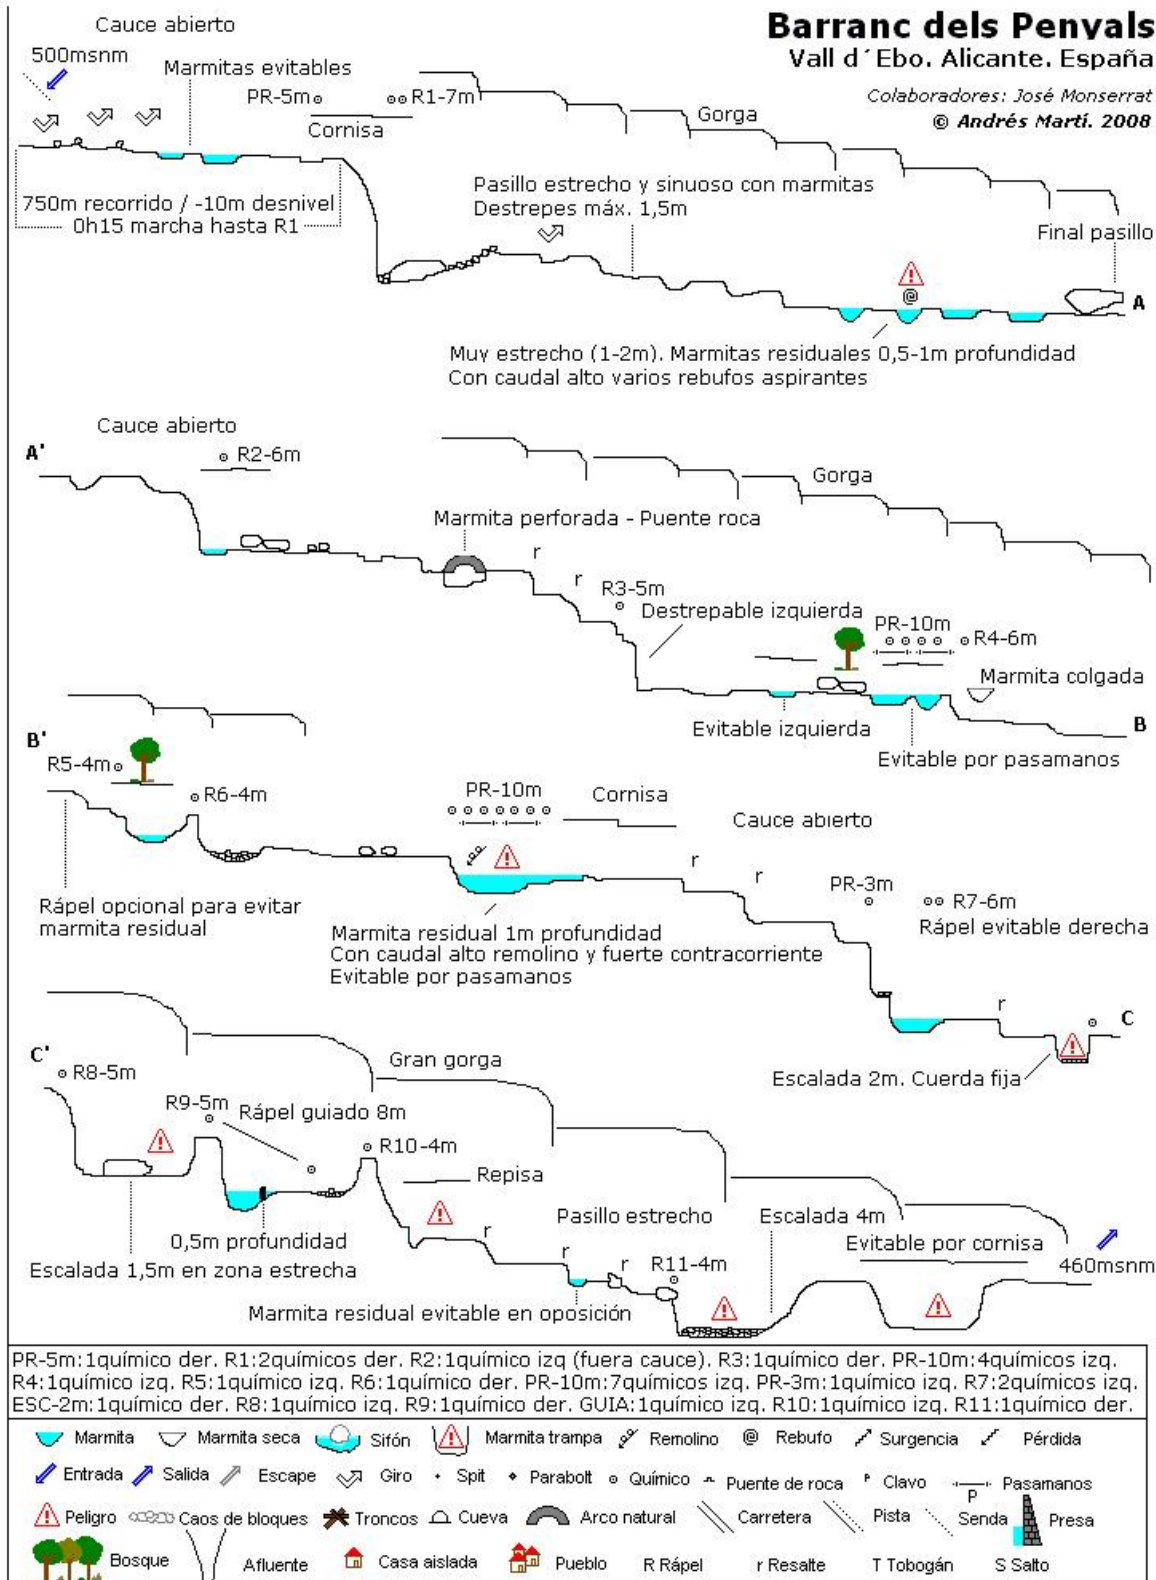 Barranc dels Penyals
Vall d´Ebo. Alicante. España
Colaboradores: José Monserrat
© Andrés Martí. 2008
Cauce abierto
500msnm
Marmitas evitables
PR-5m
R1-7m
Cornisa
Gorga
750m recorrido / -10m desnivel
0h15 marcha hasta R1
Pasillo estrecho y sinuoso con marmitas
Destrepes máx. 1,5m
Final pasillo
@
A
Muy estrecho (1-2m). Marmitas residuales 0,5-1m profundidad
Con caudal alto varios rebufos aspirantes
Cauce abierto
A'
R2-6m
Gorga
Marmita perforada - Puente roca
r
r
R3-5m
Destrepable izquierda
PR-10m
R4-6m
Marmita colgada
Evitable izquierda
B
Evitable por pasamanos
B'
R5-4m
R6-4m
PR-10m
Cornisa
Cauce abierto
r
r
PR-3m
R7-6m
Rápel evitable derecha
Rápel opcional para evitar
marmita residual
Marmita residual 1m profundidad
Con caudal alto remolino y fuerte contracorriente
Evitable por pasamanos
r
C
Escalada 2m. Cuerda fija
C'
R8-5m
Gran gorga
R9-5m
Rápel guiado 8m
R10-4m
Repisa
Pasillo estrecho
Escalada 4m
Evitable por cornisa
460msnm
0,5m profundidad
Escalada 1,5m en zona estrecha
r
r
r
R11-4m
Marmita residual evitable en oposición
PR-5m:1químico der. R1:2químicos der. R2:1químico izq (fuera cauce). R3:1químico der. PR-10m:4químicos izq.
R4:1químico izq. R5:1químico izq. R6:1químico der. PR-10m:7químicos izq. PR-3m:1químico izq. R7:2químicos izq.
ESC-2m:1químico der. R8:1químico izq. R9:1químico der. GUIA:1químico izq. R10:1químico izq. R11:1químico der.
Marmita Marmita seca Sifón Marmita trampa Remolino @ Rebufo Surgencia Pérdida
Entrada Salida Escape Giro Spit Parabolt Químico Puente de roca Clavo P Pasamanos
Peligro Caos de bloques Troncos Cueva Arco natural Carretera Pista Senda Presa
Bosque Afluente Casa aislada Pueblo R Rápel r Resalte T Tobogán S Salto